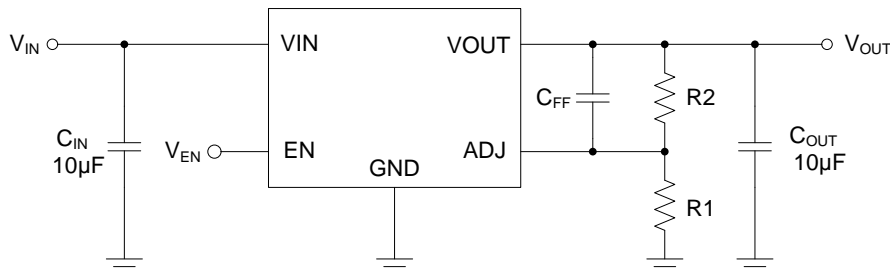 VIN
VIN
VOUT
VOUT
CFF
R2
CIN
10µF
VEN
EN
ADJ
COUT
10µF
GND
R1